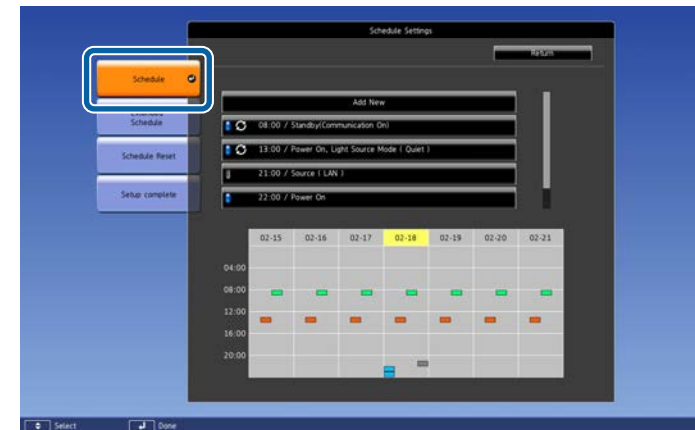 Schedule Settings
Return
Schedule
Schedule
Schedule Reset
Setup complete
Add New
08:00 / Standby(Communication On)
13:00 / Power On, Light Source Mode ( Quiet )
21:00 / Source ( LAN )
22:00 / Power On
02-15 02-16 02-17 02-18 02-19 02-20 02-21
04:00
08:00
12:00
16:00
20:00
Select
Done